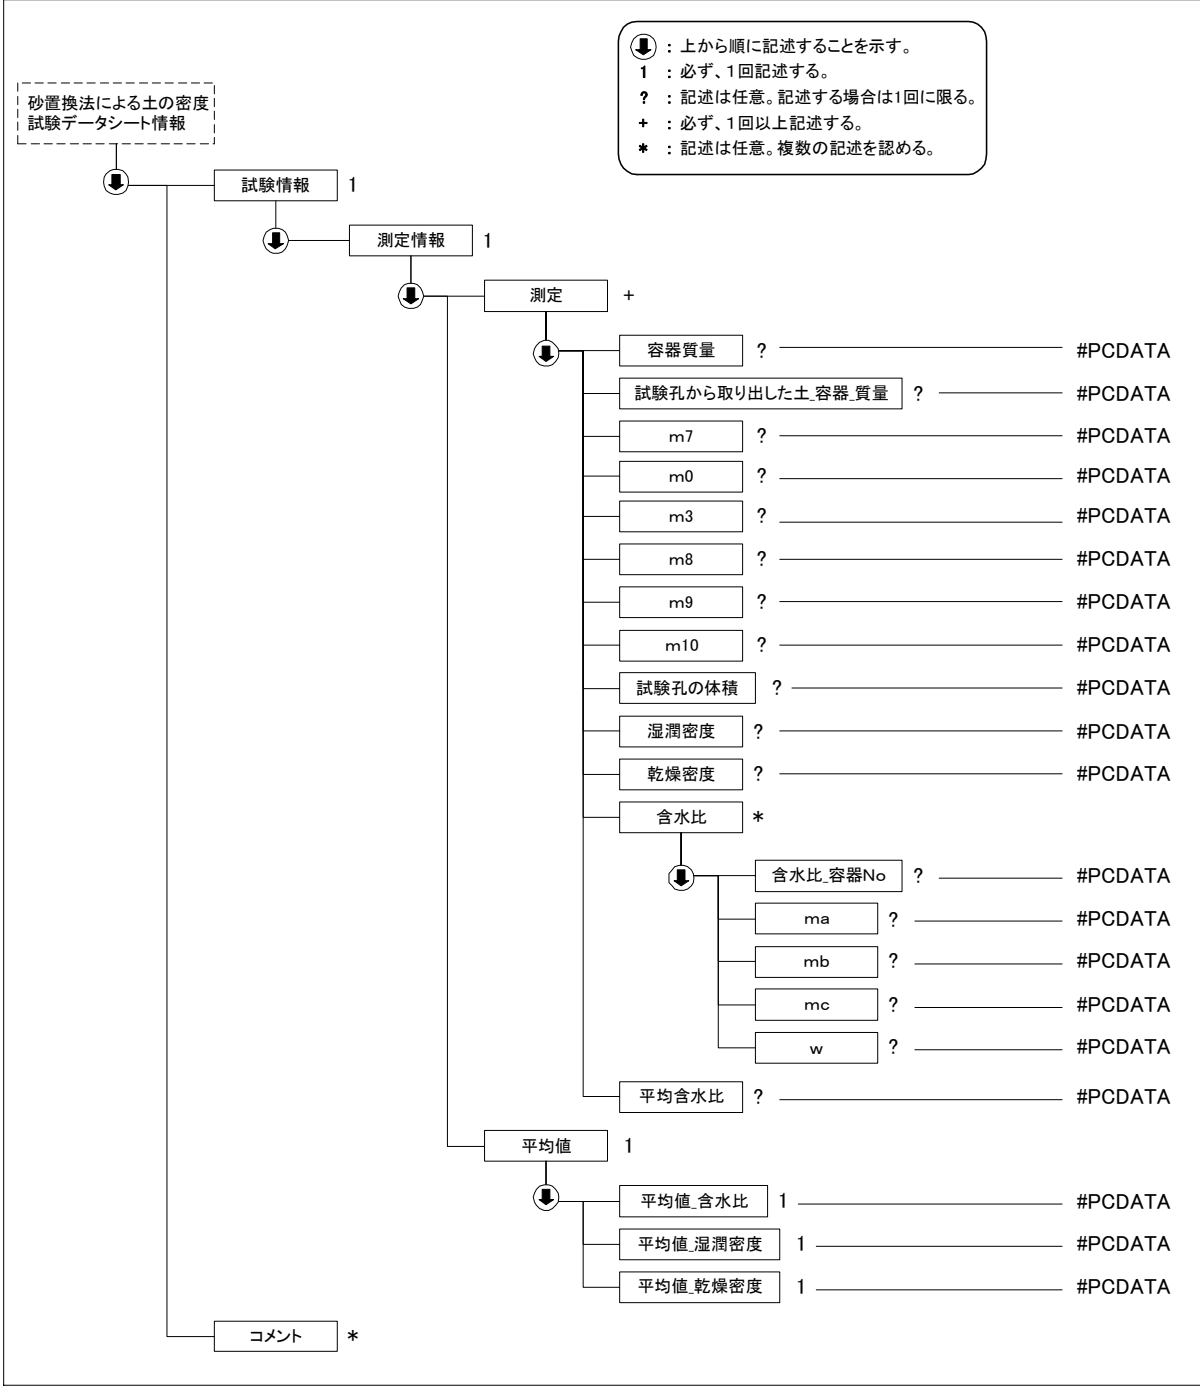 ：上から順に記述することを示す。
1 ：必ず、1回記述する。
? ：記述は任意。記述する場合は1回に限る。
+ ：必ず、1回以上記述する。
* ：記述は任意。複数の記述を認める。
砂置換法による土の密度
試験データシート情報
試験情報 1
測定情報 1
測定 +
容器質量 ? #PCDATA
試験孔から取り出した土_容器_質量 ? #PCDATA
m7 ? #PCDATA
m0 ? #PCDATA
m3 ? #PCDATA
m8 ? #PCDATA
m9 ? #PCDATA
m10 ? #PCDATA
試験孔の体積 ? #PCDATA
湿潤密度 ? #PCDATA
乾燥密度 ? #PCDATA
含水比 *
含水比_容器No ? #PCDATA
ma ? #PCDATA
mb ? #PCDATA
mc ? #PCDATA
w ? #PCDATA
平均含水比 ? #PCDATA
平均値 1
平均値_含水比 1 #PCDATA
平均値_湿潤密度 1 #PCDATA
平均値_乾燥密度 1 #PCDATA
コメント *